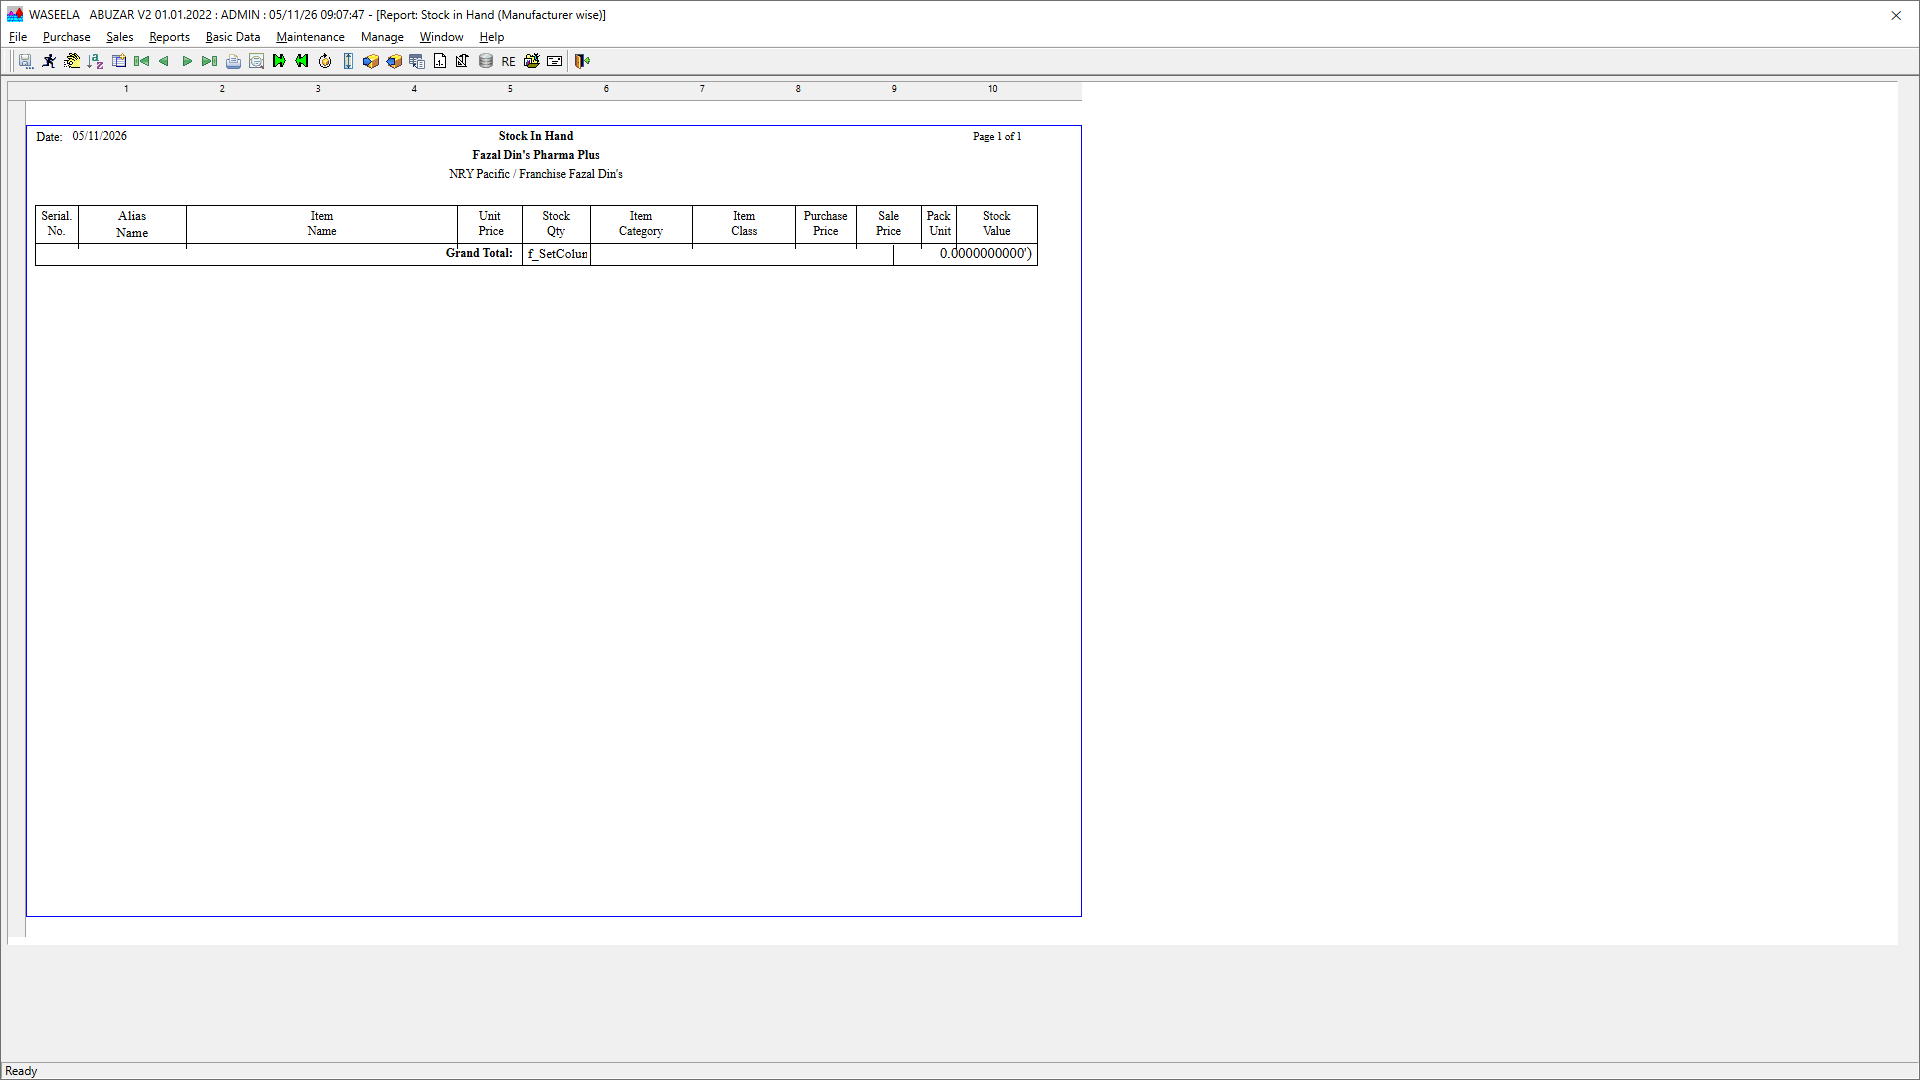 WASEELA   ABUZAR V2 01.01.2022 : ADMIN : 05/11/26 09:07:47 - [Report: Stock in Hand (Manufacturer wise)]
File Purchase Sales Reports Basic Data Maintenance Manage Window Help
RE
1 2 3 4 5 6 7 8 9 10
Date: 05/11/2026 Stock In Hand Page 1 of 1
Fazal Din's Pharma Plus
NRY Pacific / Franchise Fazal Din's
Serial. Alias Item Unit Stock Item Item Purchase Sale Pack Stock
No. Name Name Price Qty Category Class Price Price Unit Value
Grand Total: f_SetColun 0.0000000000')
Ready